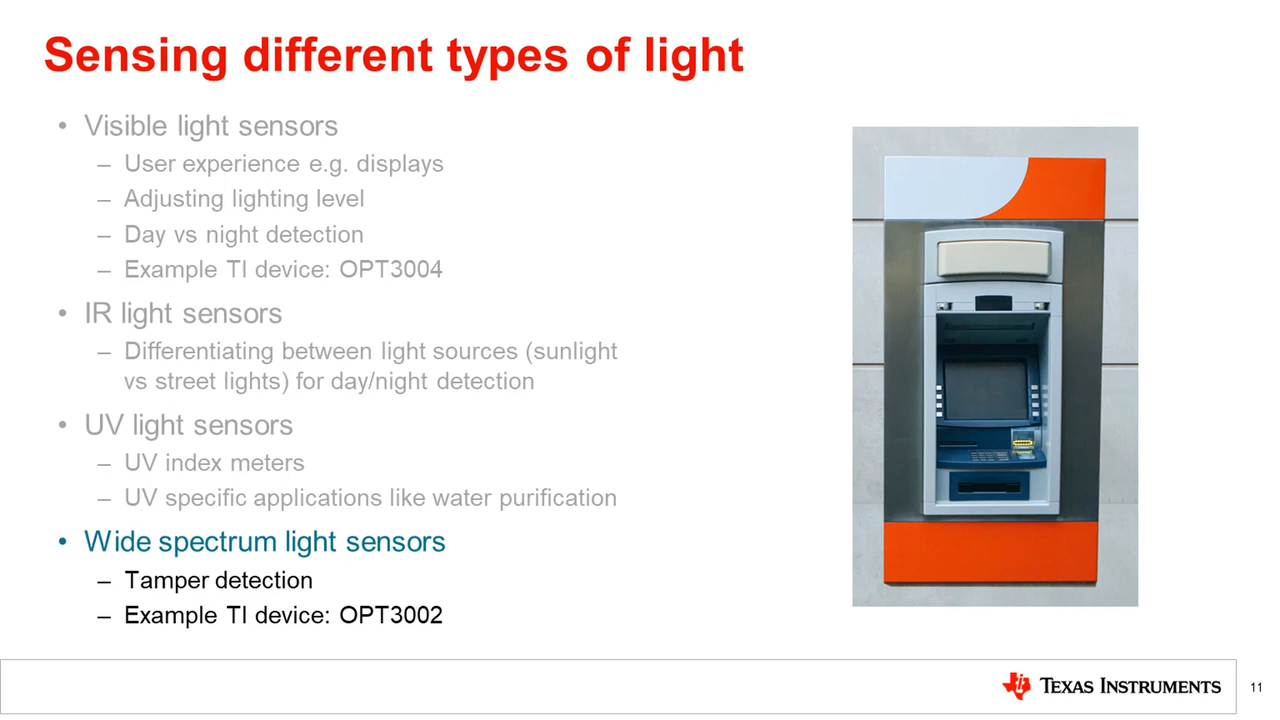 Sensing different types of light
• Visible light sensors
– User experience e.g. displays
– Adjusting lighting level
– Day vs night detection
– Example TI device: OPT3004
• IR light sensors
– Differentiating between light sources (sunlight
vs street lights) for day/night detection
• UV light sensors
– UV index meters
– UV specific applications like water purification
• Wide spectrum light sensors
– Tamper detection
– Example TI device: OPT3002
TEXAS INSTRUMENTS
11